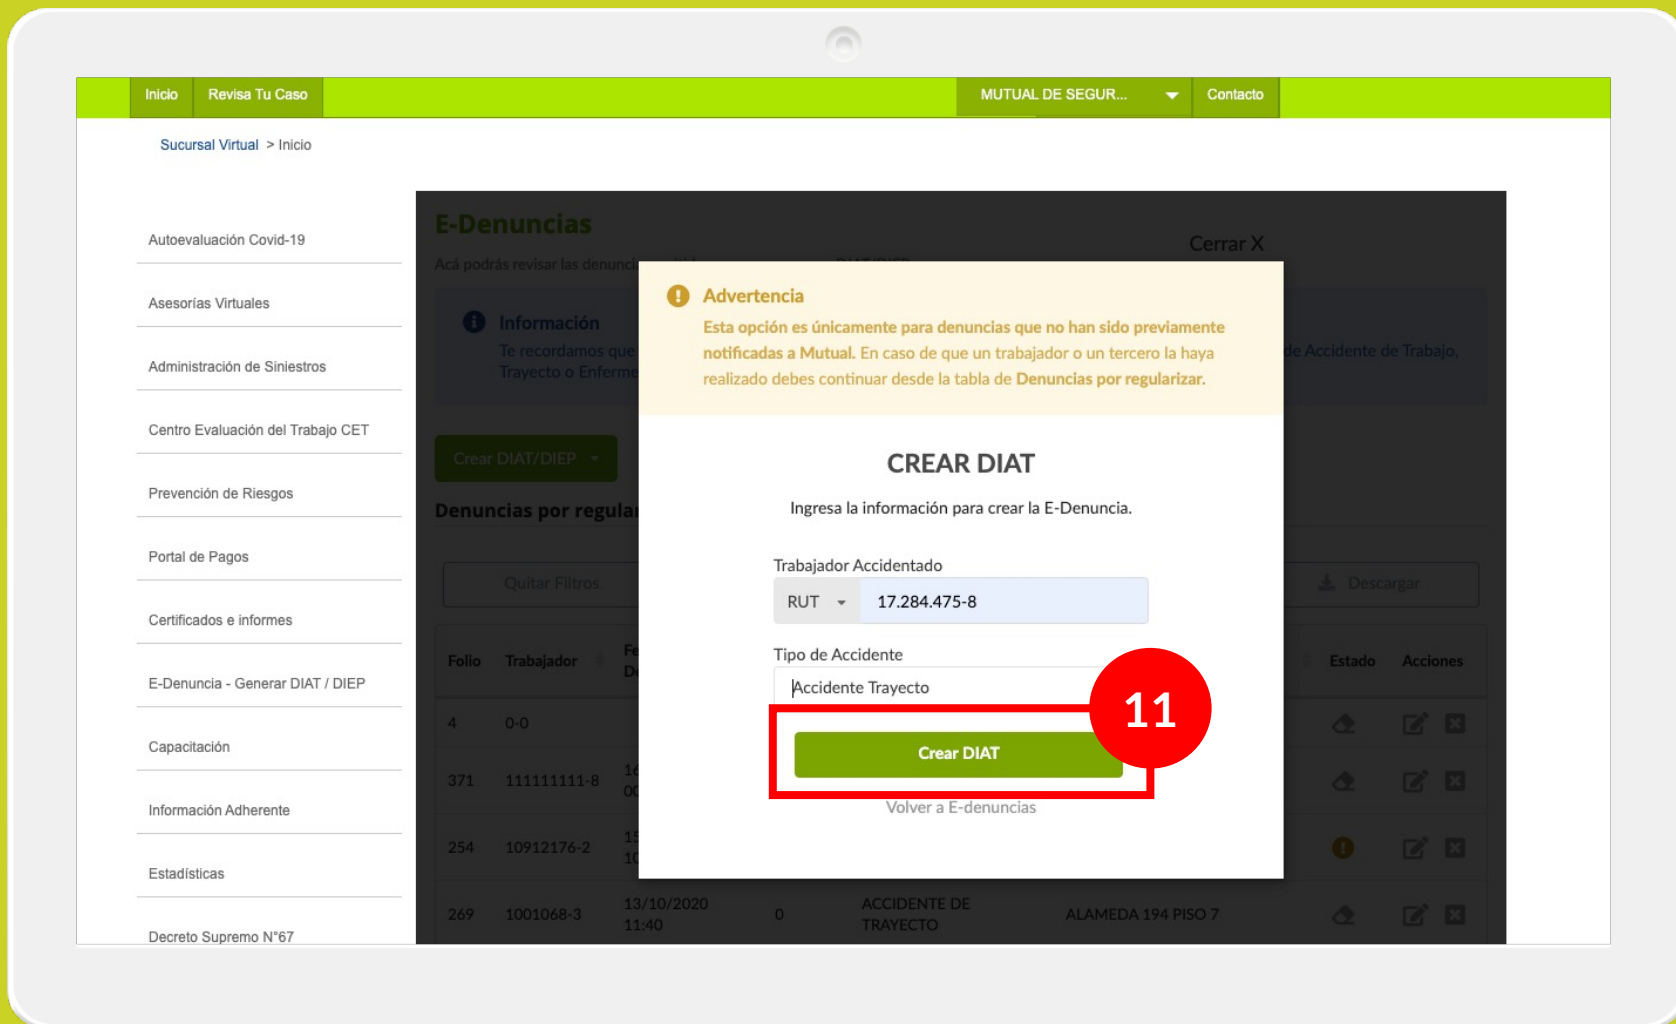 Inicio
Revisa Tu Caso
MUTUAL DE SEGUR...
Contacto
Sucursal Virtual > Inicio
Autoevaluación Covid-19
Asesorías Virtuales
Administración de Siniestros
Centro Evaluación del Trabajo CET
Prevención de Riesgos
Portal de Pagos
Certificados e informes
E-Denuncia - Generar DIAT / DIEP
Capacitación
Información Adherente
Estadísticas
Decreto Supremo N°67
E-Denuncias
Cerrar X
Acá podrás revisar las
Información
Te recordamos que
de Accidente de Trabajo,
Trayecto o
Crear DIAT/DIEP
Denuncias por
Quitar Filtros
Descargar
Folio Trabajador
Estado Acciones
4 0-0
371 111111111-8
254 10912176-2
269 1001068-3 13/10/2020 11:40 0 ACCIDENTE DE TRAYECTO ALAMEDA 194 PISO 7
Advertencia
Esta opción es únicamente para denuncias que no han sido previamente
notificadas a Mutual. En caso de que un trabajador o un tercero la haya
realizado debes continuar desde la tabla de Denuncias por regularizar.
CREAR DIAT
Ingresa la información para crear la E-Denuncia.
Trabajador Accidentado
RUT 17.284.475-8
Tipo de Accidente
Accidente Trayecto
11
Crear DIAT
Volver a E-denuncias